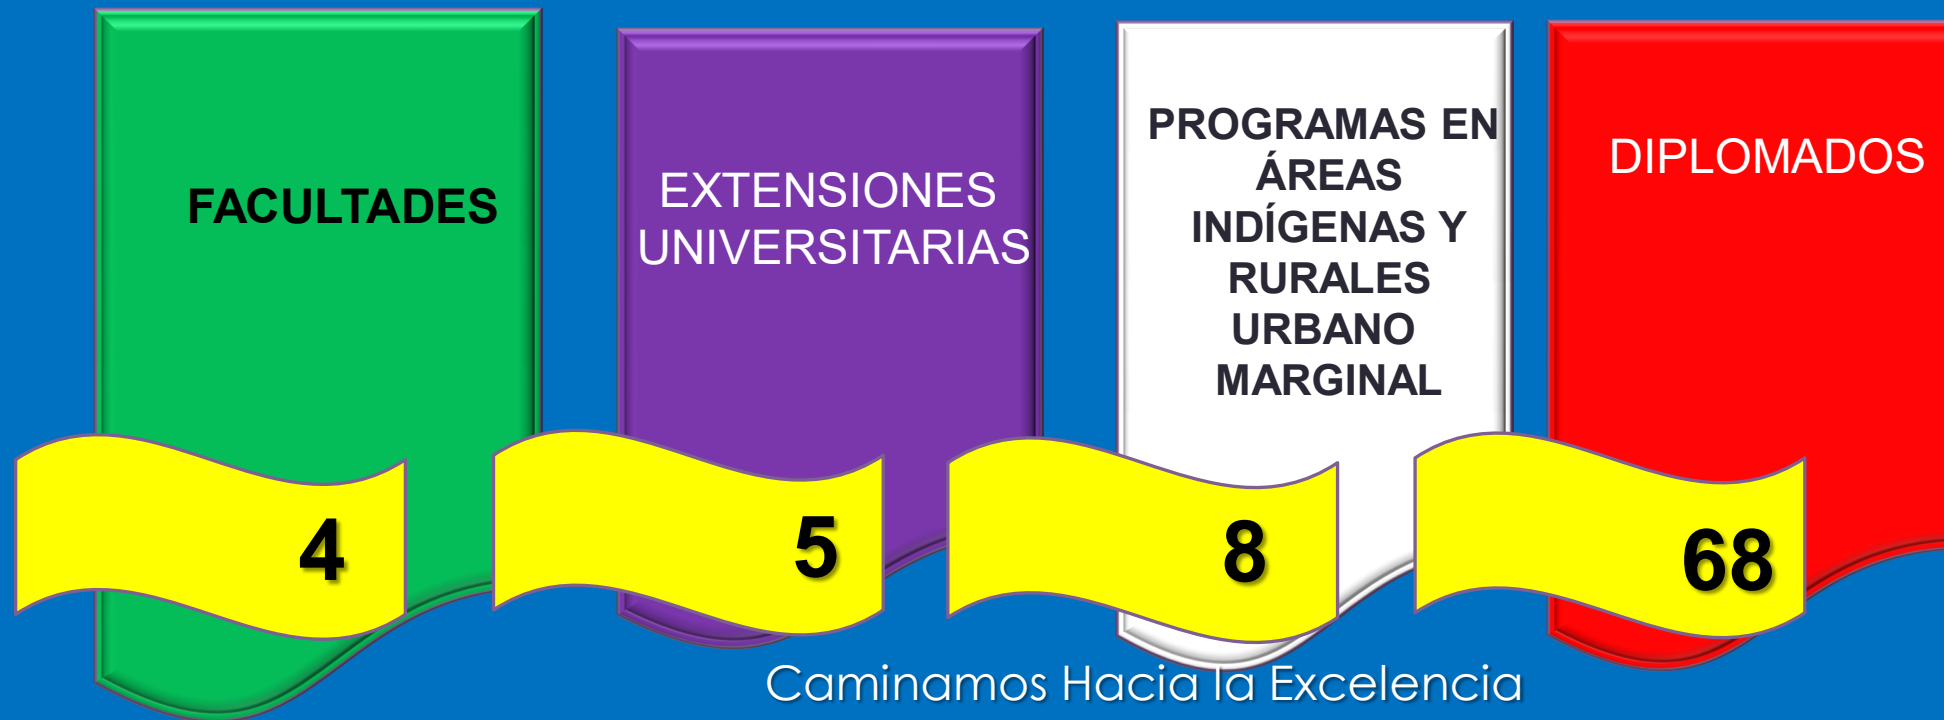 FACULTADES
4
EXTENSIONES
UNIVERSITARIAS
5
PROGRAMAS EN
ÁREAS
INDÍGENAS Y
RURALES
URBANO
MARGINAL
8
DIPLOMADOS
68
Caminamos Hacia la Excelencia